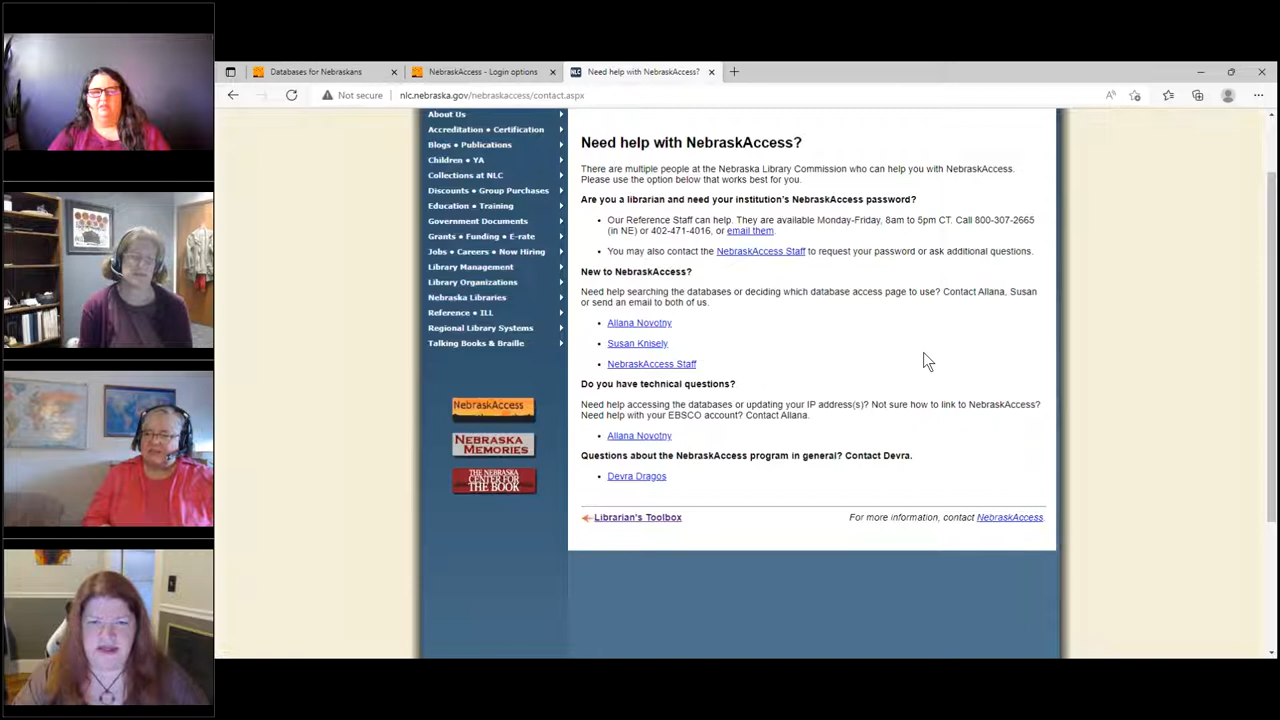 Databases for Nebraskans
NebraskAccess - Login options
NLC
Need help with NebraskAccess?
Not secure
nlc.nebraska.gov/nebraskaccess/contact.aspx
About Us
Accreditation • Certification
Blogs • Publications
Children • YA
Collections at NLC
Discounts • Group Purchases
Education • Training
Government Documents
Grants • Funding • E-rate
Jobs • Careers • Now Hiring
Library Management
Library Organizations
Nebraska Libraries
Reference • ILL
Regional Library Systems
Talking Books & Braille
NebraskAccess
NEBRASKA
MEMORIES
THE NEBRASKA
CENTER FOR
THE BOOK
Need help with NebraskAccess?
There are multiple people at the Nebraska Library Commission who can help you with NebraskAccess.
Please use the option below that works best for you.
Are you a librarian and need your institution's NebraskAccess password?
• Our Reference Staff can help. They are available Monday-Friday, 8am to 5pm CT. Call 800-307-2665
(in NE) or 402-471-4016, or email them.
• You may also contact the NebraskAccess Staff to request your password or ask additional questions.
New to NebraskAccess?
Need help searching the databases or deciding which database access page to use? Contact Allana, Susan
or send an email to both of us.
• Allana Novotny
• Susan Knisely
• NebraskAccess Staff
Do you have technical questions?
Need help accessing the databases or updating your IP address(s)? Not sure how to link to NebraskAccess?
Need help with your EBSCO account? Contact Allana.
• Allana Novotny
Questions about the NebraskAccess program in general? Contact Devra.
• Devra Dragos
Librarian's Toolbox
For more information, contact NebraskAccess.